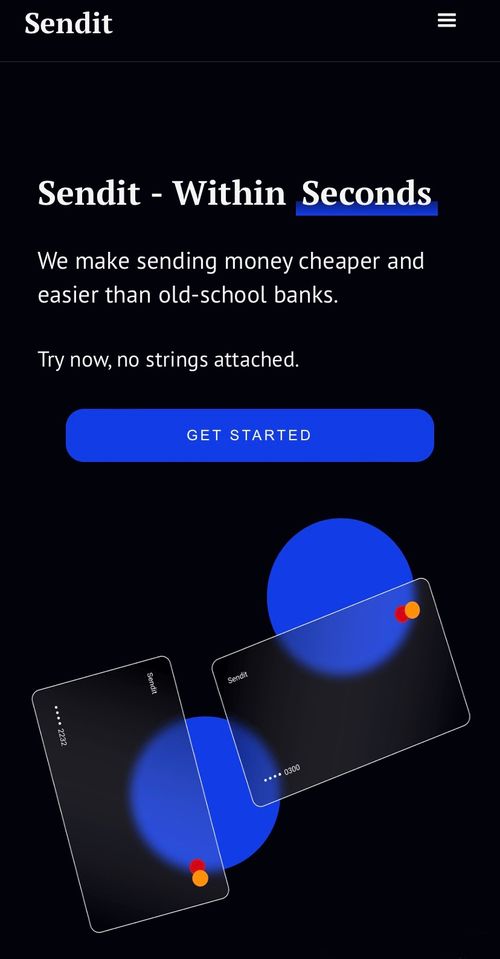 Sendit
Sendit - Within Seconds
We make sending money cheaper and
easier than old-school banks.
Try now, no strings attached.
GET STARTED
Sendit
•••• 0300
Sendit
•••• 2232